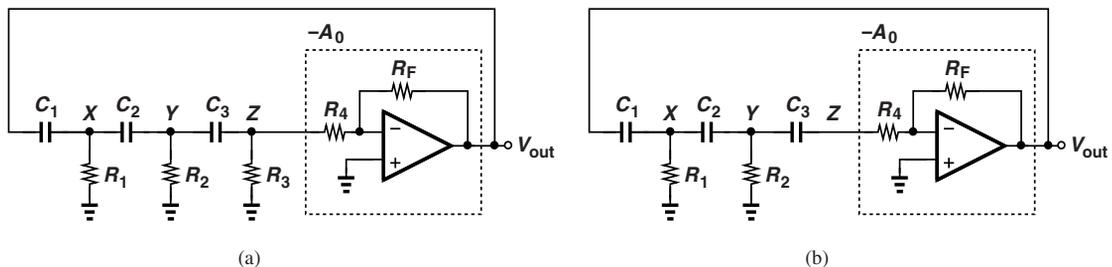 –A0
RF
C1 X C2 Y C3 Z R4
–
+
Vout
R1 R2 R3
(a)
–A0
RF
C1 X C2 Y C3 Z R4
–
+
Vout
R1 R2
(b)